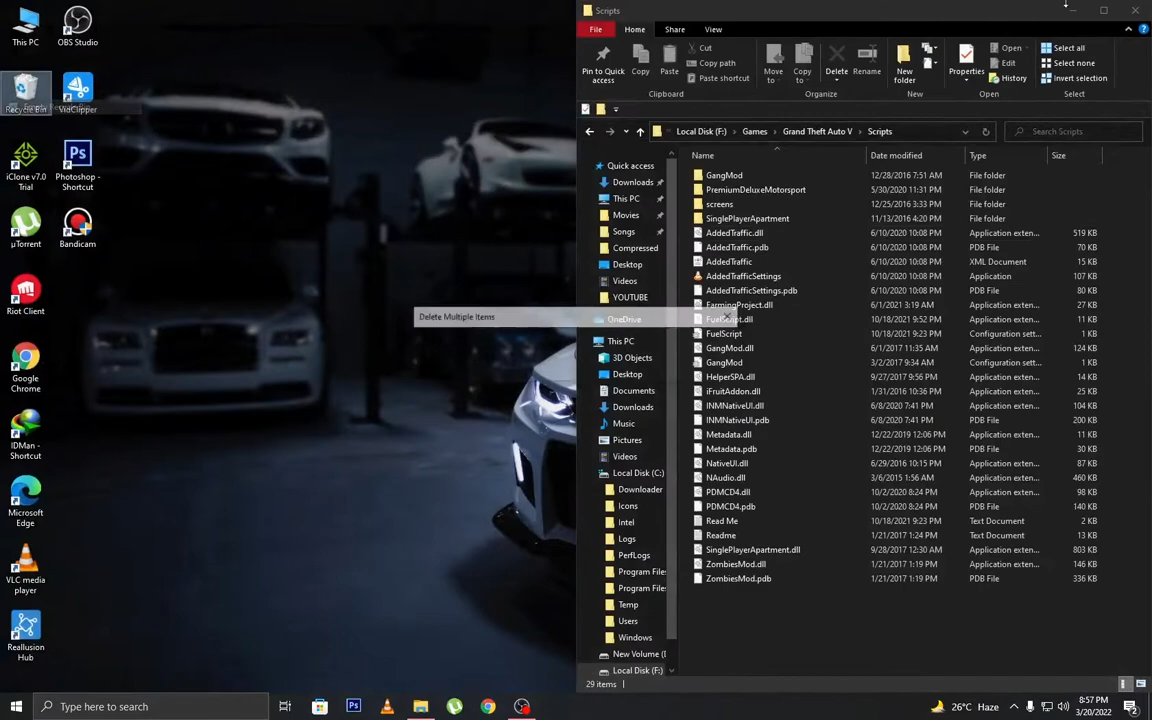 This PC
OBS Studio
Recycle Bin
VidClipper
iClone v7.0 Trial
Photoshop - Shortcut
µTorrent
Bandicam
Riot Client
Google Chrome
IDMan - Shortcut
Microsoft Edge
VLC media player
Reallusion Hub
Scripts
File Home Share View
Pin to Quick access
Copy
Paste
Cut
Copy path
Paste shortcut
Clipboard
Move to
Copy to
Delete
Rename
Organize
New folder
Properties
Open
Edit
History
Open
Select all
Select none
Invert selection
Select
Local Disk (F:) Games Grand Theft Auto V Scripts
Search Scripts
Quick access
Downloads
This PC
Movies
Songs
Compressed
Desktop
Videos
YOUTUBE
OneDrive
This PC
3D Objects
Desktop
Documents
Downloads
Music
Pictures
Videos
Local Disk (C:)
Downloader
Icons
Intel
Logs
PerfLogs
Program Files
Program Files
Temp
Users
Windows
New Volume (
Local Disk (F:)
Name Date modified Type Size
GangMod 12/28/2016 7:51 AM File folder
PremiumDeluxeMotorsport 5/30/2020 11:31 PM File folder
screens 12/25/2016 3:33 PM File folder
SinglePlayerApartment 11/13/2016 4:20 PM File folder
AddedTraffic.dll 6/10/2020 10:08 PM Application exten... 519 KB
AddedTraffic.pdb 6/10/2020 10:08 PM PDB File 70 KB
AddedTraffic 6/10/2020 10:08 PM XML Document 15 KB
AddedTrafficSettings 6/10/2020 10:08 PM Application 107 KB
AddedTrafficSettings.pdb 6/10/2020 10:08 PM PDB File 80 KB
FarmingProject.dll 6/1/2021 3:19 AM Application exten... 27 KB
FuelScript.dll 10/18/2021 9:52 PM Application exten... 11 KB
FuelScript 10/18/2021 9:23 PM Configuration sett... 1 KB
GangMod.dll 6/1/2017 11:35 AM Application exten... 124 KB
GangMod 3/2/2017 9:34 AM Configuration sett... 1 KB
HelperSPA.dll 9/27/2017 9:56 PM Application exten... 14 KB
iFruitAddon.dll 1/31/2016 10:36 PM Application exten... 25 KB
INMNativeUI.dll 6/8/2020 7:41 PM Application exten... 104 KB
INMNativeUI.pdb 6/8/2020 7:41 PM PDB File 200 KB
Metadata.dll 12/22/2019 12:06 PM Application exten... 11 KB
Metadata.pdb 12/22/2019 12:06 PM PDB File 30 KB
NativeUI.dll 6/29/2016 10:15 PM Application exten... 87 KB
NAudio.dll 3/6/2015 1:56 AM Application exten... 460 KB
PDMCD4.dll 10/2/2020 8:24 PM Application exten... 98 KB
PDMCD4.pdb 10/2/2020 8:24 PM PDB File 140 KB
Read Me 10/18/2021 9:23 PM Text Document 2 KB
Readme 1/21/2017 1:24 PM Text Document 13 KB
SinglePlayerApartment.dll 9/28/2017 12:30 AM Application exten... 803 KB
ZombiesMod.dll 1/21/2017 1:19 PM Application exten... 146 KB
ZombiesMod.pdb 1/21/2017 1:19 PM PDB File 336 KB
Delete Multiple Items
29 items
Type here to search
26°C Haze
8:57 PM
3/20/2022
2